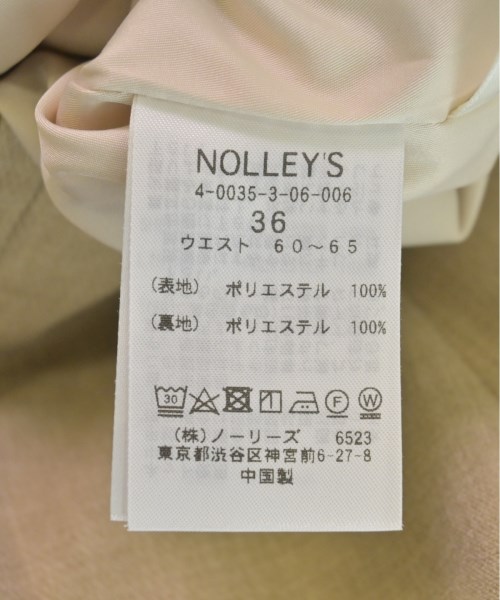 NOLLEY'S
4-0035-3-06-006
36
ウエスト 60～65
(表地) ポリエステル 100%
(裏地) ポリエステル 100%
30 F W
(株)ノーリーズ 6523
東京都渋谷区神宮前6-27-8
中国製